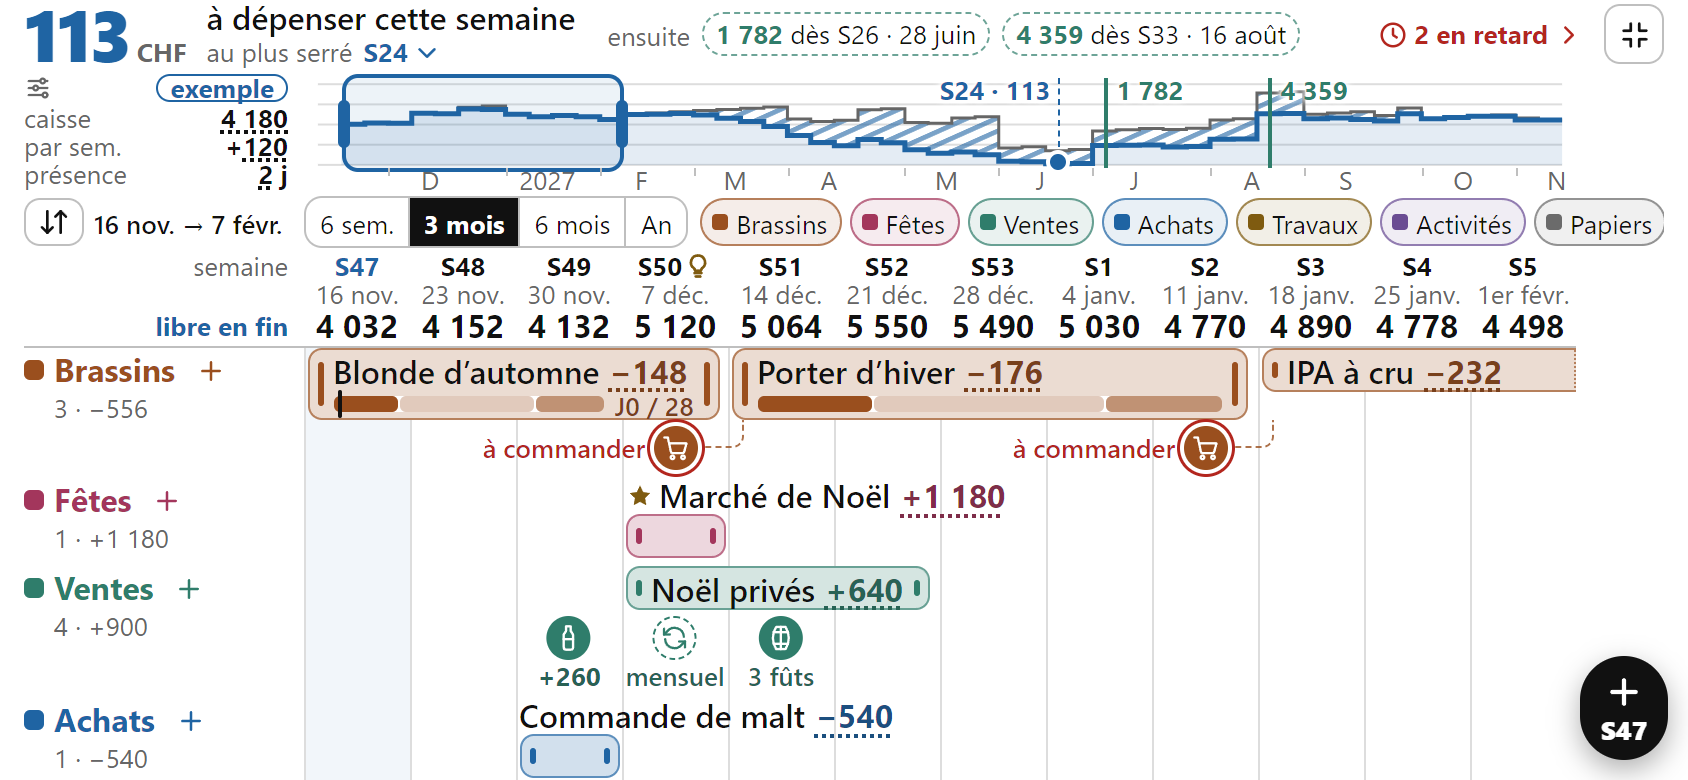 113 CHF
à dépenser cette semaine
au plus serré S24
ensuite
1 782 dès S26 · 28 juin
4 359 dès S33 · 16 août
2 en retard
exemple
caisse 4 180
par sem. +120
présence 2 j
S24 · 113
1 782
4 359
D 2027 F M A M J J A S O N
16 nov. → 7 févr.
6 sem. 3 mois 6 mois An
Brassins Fêtes Ventes Achats Travaux Activités Papiers
semaine S47 S48 S49 S50 S51 S52 S53 S1 S2 S3 S4 S5
16 nov. 23 nov. 30 nov. 7 déc. 14 déc. 21 déc. 28 déc. 4 janv. 11 janv. 18 janv. 25 janv. 1er févr.
libre en fin 4 032 4 152 4 132 5 120 5 064 5 550 5 490 5 030 4 770 4 890 4 778 4 498
Brassins +
3 · −556
Blonde d’automne −148
J0 / 28
Porter d’hiver −176
IPA à cru −232
à commander
à commander
Fêtes +
1 · +1 180
Marché de Noël +1 180
Ventes +
4 · +900
Noël privés +640
+260 mensuel 3 fûts
Achats +
1 · −540
Commande de malt −540
+
S47